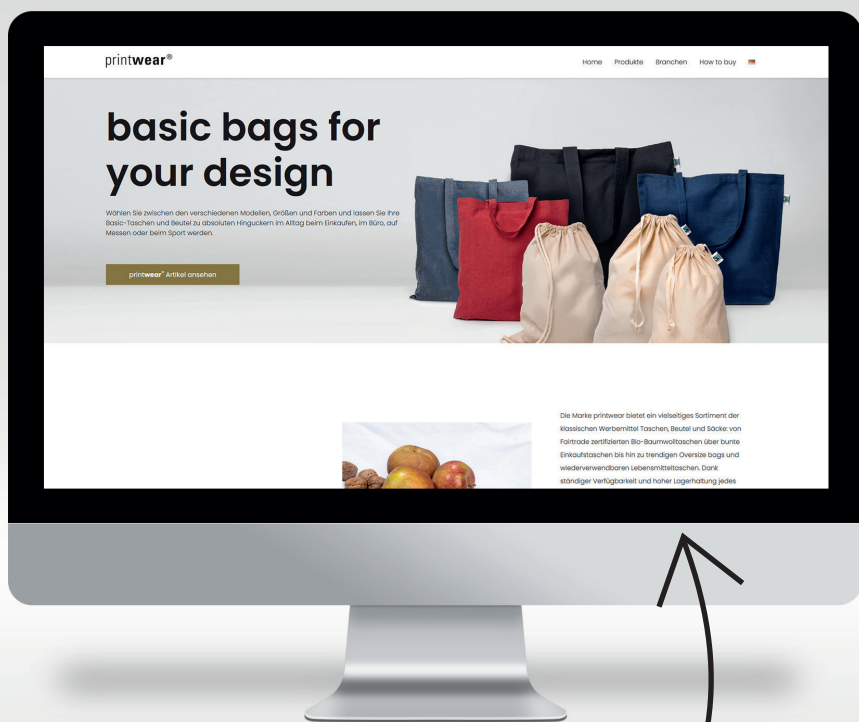 printwear®
Home Produkte Branchen How to buy
basic bags for
your design
Wählen Sie zwischen den verschiedenen Modellen, Größen und Farben und lassen Sie Ihre
Basic-Taschen und Beutel zu absoluten Hinguckern im Alltag beim Einkaufen, im Büro, auf
Messen oder beim Sport werden.
printwear® Artikel ansehen
Die Marke printwear bietet ein vielseitiges Sortiment der
klassischen Werbemittel Taschen, Beutel und Säcke: von
Fairtrade zertifizierten Bio-Baumwolltaschen über bunte
Einkaufstaschen bis hin zu trendigen Oversize bags und
wiederverwendbaren Lebensmitteltaschen. Dank
ständiger Verfügbarkeit und hoher Lagerhaltung jedes